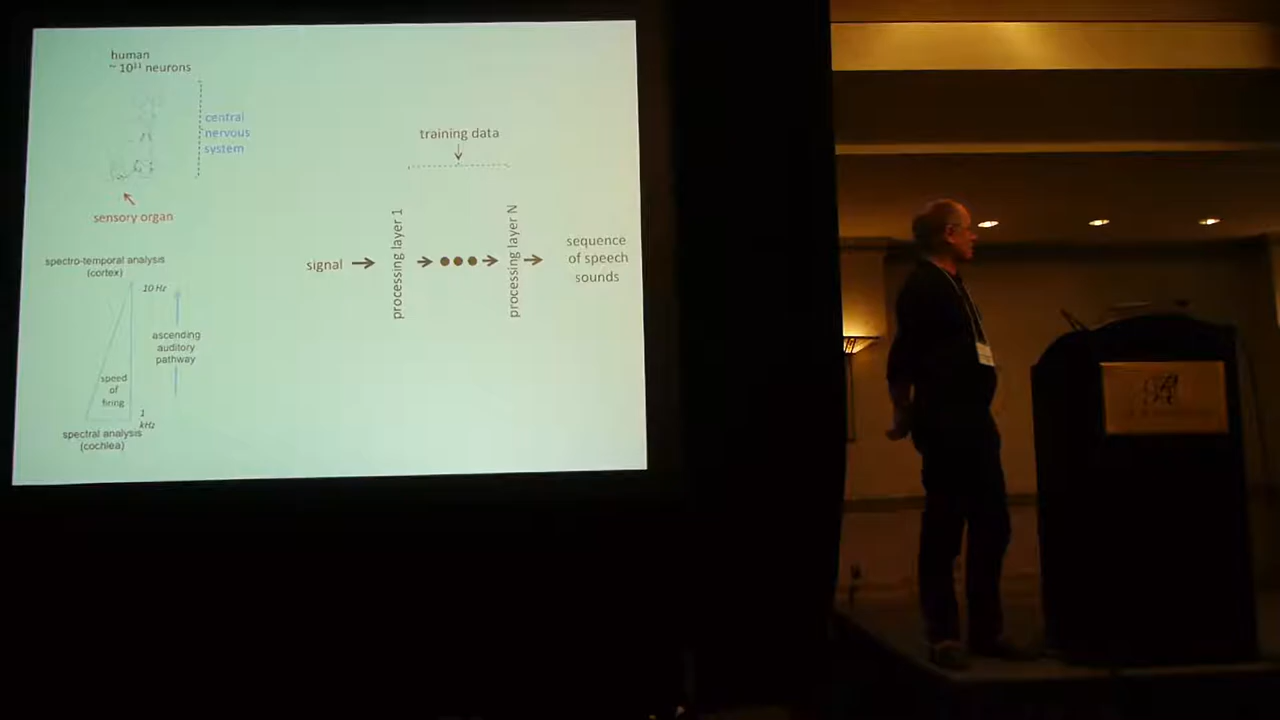 human
~ 10¹¹ neurons
central
nervous
system
sensory organ
spectro-temporal analysis
(cortex)
10 Hz
ascending
auditory
pathway
speed
of
firing
1
kHz
spectral analysis
(cochlea)
training data
signal
processing layer 1
processing layer N
sequence
of speech
sounds